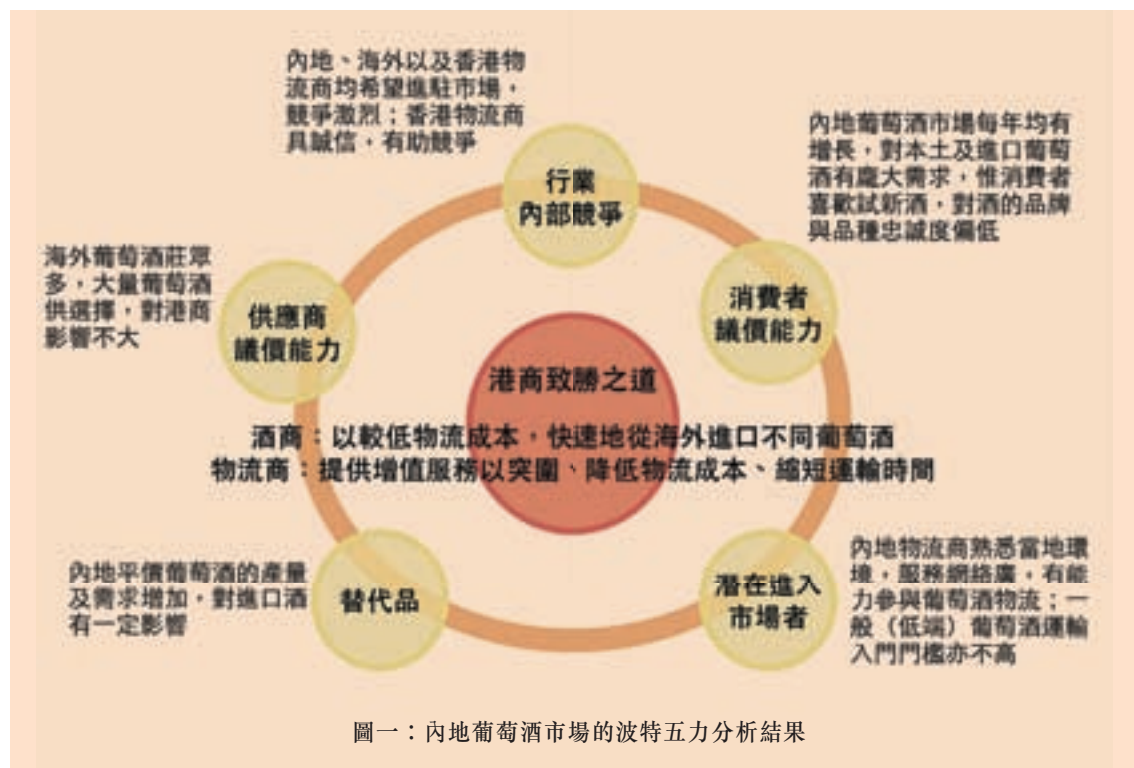 內地、海外以及香港物
流商均希望進駐市場，
競爭激烈；香港物流商
具誠信，有助競爭
行業
內部競爭
內地葡萄酒市場每年均有
增長，對本土及進口葡萄
酒有龐大需求，惟消費者
喜歡試新酒，對酒的品牌
與品種忠誠度偏低
消費者
議價能力
海外葡萄酒莊眾
多，大量葡萄酒
供選擇，對港商
影響不大
供應商
議價能力
港商致勝之道
酒商：以較低物流成本，快速地從海外進口不同葡萄酒
物流商：提供增值服務以突圍、降低物流成本、縮短運輸時間
內地平價葡萄酒的產量
及需求增加，對進口酒
有一定影響
替代品
潛在進入
市場者
內地物流商熟悉當地環
境，服務網絡廣，有能
力參與葡萄酒物流；一
般（低端）葡萄酒運輸
入門門檻亦不高
圖一：內地葡萄酒市場的波特五力分析結果